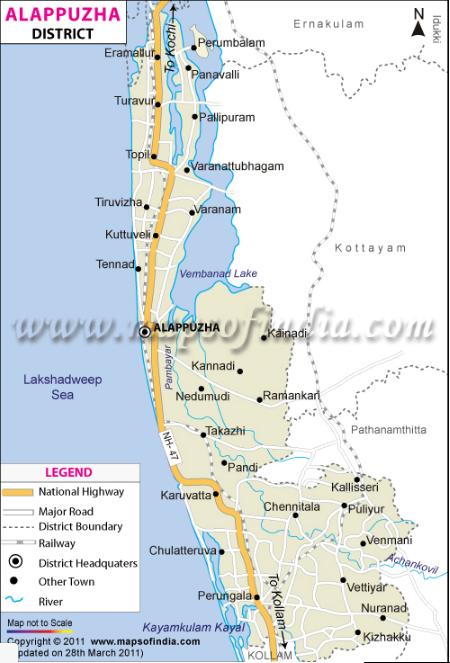 ALAPPUZHA
DISTRICT
N
To Kochi
Ernakulam
Idukki
Perumbalam
Eramallur
Panavalli
Turavur
Pallipuram
Topil
Varanattubhagam
Tiruvizha
Varanam
Kuttuveli
Kottayam
Tennad
Vembanad Lake
www.mapsofindia.com
ALAPPUZHA
Kainadi
Pambayar
Kannadi
Lakshadweep
Sea
Nedumudi
Ramankari
Pathanamthitta
Takazhi
NH-47
Pandi
LEGEND
National Highway
Major Road
District Boundary
Railway
District Headquaters
Other Town
River
Kallisseri
Karuvatta
Chennitala
Puliyur
Venmani
Chulatteruva
Achankovil
Vettiyar
To Kollam
Perungala
Nuranad
Map not to Scale
Kayamkulam Kayal
Kizhakku
Copyright © 2011 www.mapsofindia.com
(Updated on 28th March 2011)
KOLLAM